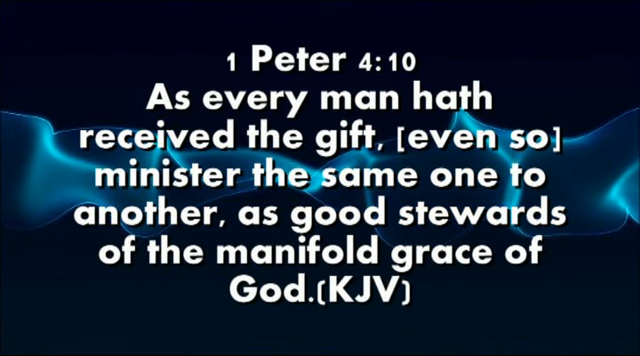 1 Peter 4:10
As every man hath
received the gift, [even so]
minister the same one to
another, as good stewards
of the manifold grace of
God.(KJV)